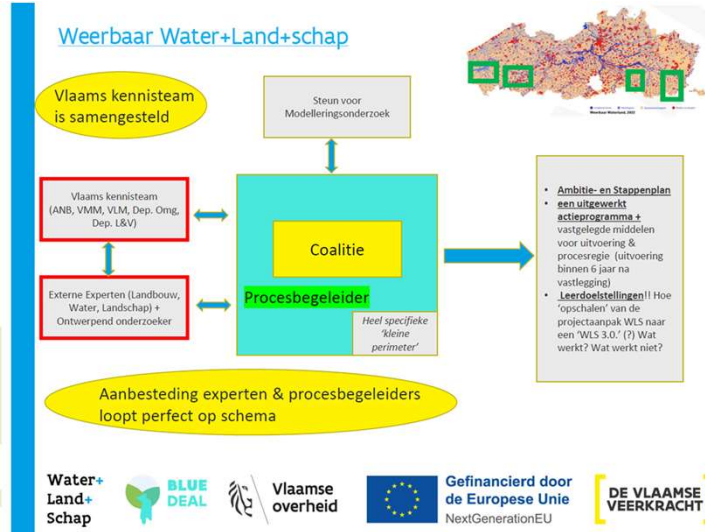 Weerbaar Water+Land+schap
Vlaams kennisteam
is samengesteld
Steun voor
Modelleringsonderzoek
Weerbaar Waterland, 2022
Vlaams kennisteam
(ANB, VMM, VLM, Dep. Omg,
Dep. L&V)
Coalitie
Procesbegeleider
Externe Experten (Landbouw,
Water, Landschap) +
Ontwerpend onderzoeker
Heel specifieke
‘kleine
perimeter’
• Ambitie- en Stappenplan
• een uitgewerkt
actieprogramma +
vastgelegde middelen
voor uitvoering &
procesregie (uitvoering
binnen 6 jaar na
vastlegging)
• Leerdoelstellingen!! Hoe
‘opschalen’ van de
projectaanpak WLS naar
een ‘WLS 3.0.’ (?) Wat
werkt? Wat werkt niet?
Aanbesteding experten & procesbegeleiders
loopt perfect op schema
Water+
Land+
Schap
BLUE
DEAL
Vlaamse
overheid
Gefinancierd door
de Europese Unie
NextGenerationEU
DE VLAAMSE
VEERKRACHT